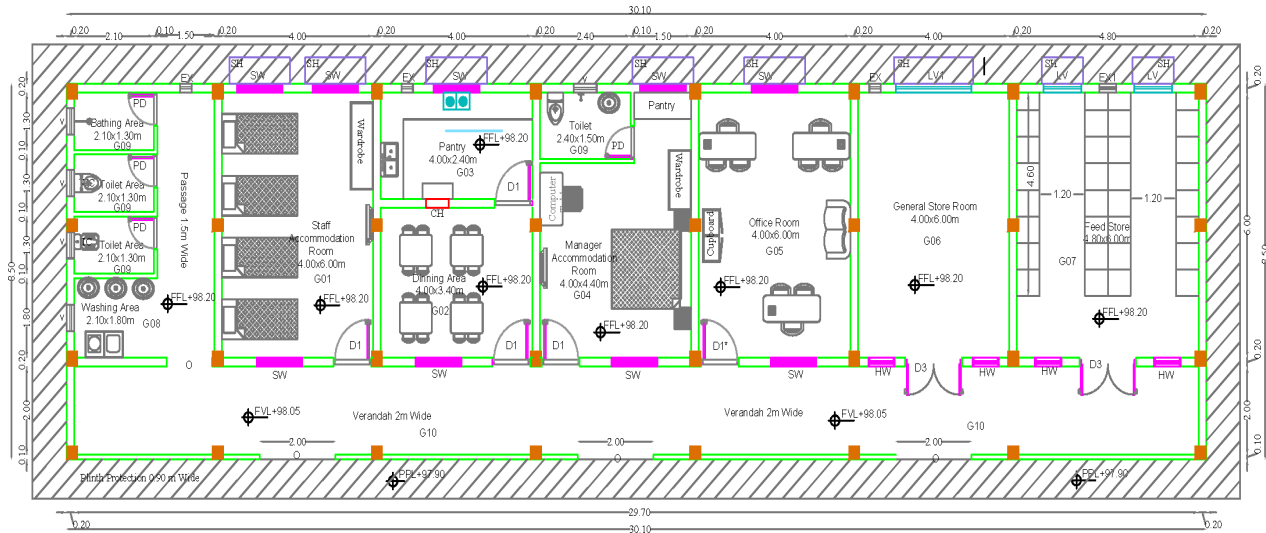 30.10
0.20
2.10
0.10
1.50
0.20
4.00
0.20
4.00
0.20
2.40
0.10
1.50
0.20
4.00
0.20
4.00
0.20
4.80
0.20
SH
SH
SH
SH
SH
SH
SH
SH
EX
SW
SW
EX
SW
V
SW
SW
EX
LV1
LV
EX1
LV
0.20
1.30
0.10
1.30
0.10
1.30
0.10
1.80
0.20
2.00
0.10
8.50
V
V
V
V
PD
Bathing Area
2.10x1.30m
G09
PD
Toilet Area
2.10x1.30m
G09
PD
Toilet Area
2.10x1.30m
G09
Washing Area
2.10x1.80m
G08
FFL+98.20
Passage 1.5m Wide
O
Wardrobe
Staff
Accommodation
Room
4.00x6.00m
G01
FFL+98.20
D1
SW
FFL+98.20
Pantry
4.00x2.40m
G03
D1
CH
Dinning Area
4.00x3.40m
G02
FFL+98.20
D1
SW
Toilet
2.40x1.50m
G09
PD
Pantry
Wardrobe
Computer
Manager
Accommodation
Room
4.00x4.40m
G04
FFL+98.20
D1
SW
Cupboard
Office Room
4.00x6.00m
G05
FFL+98.20
D1*
SW
General Store Room
4.00x6.00m
G06
FFL+98.20
HW
D3
HW
4.60
1.20
1.20
Feed Store
4.80x6.00m
G07
FFL+98.20
HW
D3
HW
0.20
6.00
0.20
2.00
0.10
8.50
FVL+98.05
Verandah 2m Wide
G10
Verandah 2m Wide
FVL+98.05
G10
2.00
O
2.00
O
2.00
O
Plinth Protection 0.90 m Wide
PPL+97.90
PPL+97.90
29.70
0.20
30.10
0.20